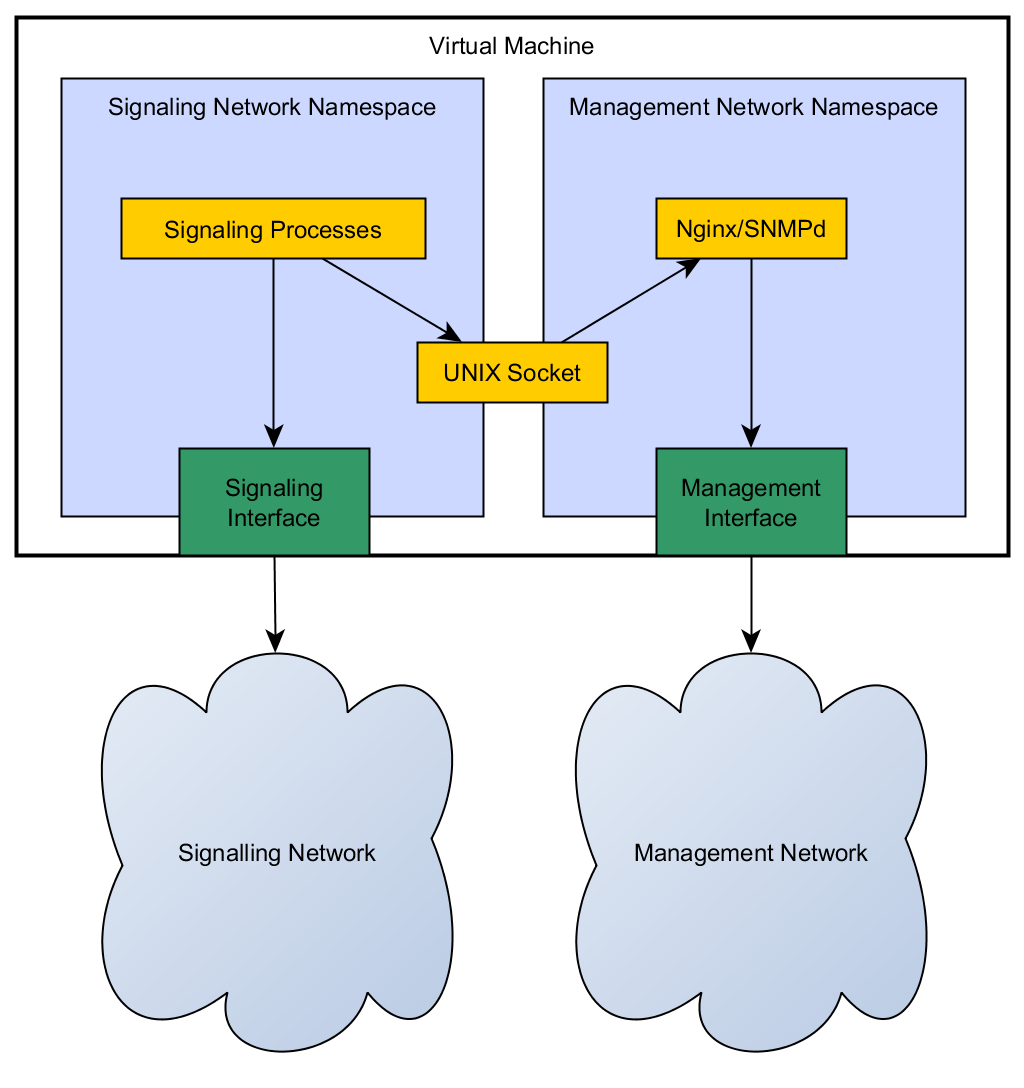 Virtual Machine
Signaling Network Namespace
Management Network Namespace
Signaling Processes
Nginx/SNMPd
UNIX Socket
Signaling
Interface
Management
Interface
Signalling Network
Management Network